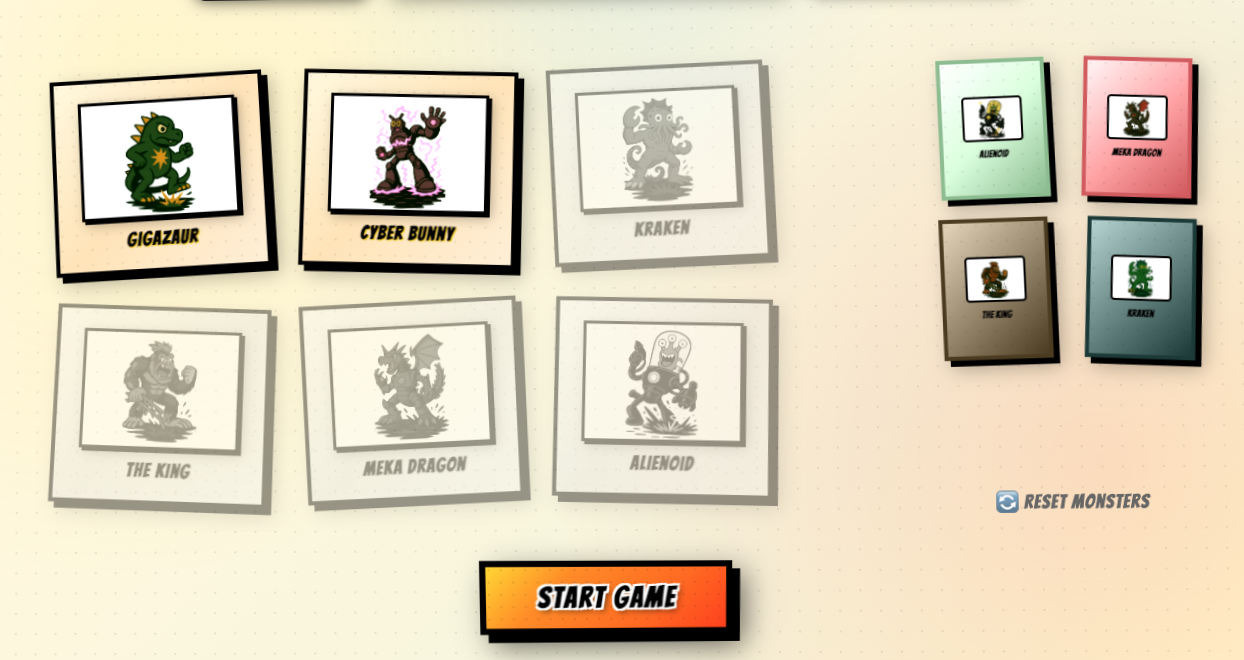 GIGAZAUR
CYBER BUNNY
KRAKEN
THE KING
MEKA DRAGON
ALIENOID
ALIENOID
MEKA DRAGON
THE KING
KRAKEN
RESET MONSTERS
START GAME